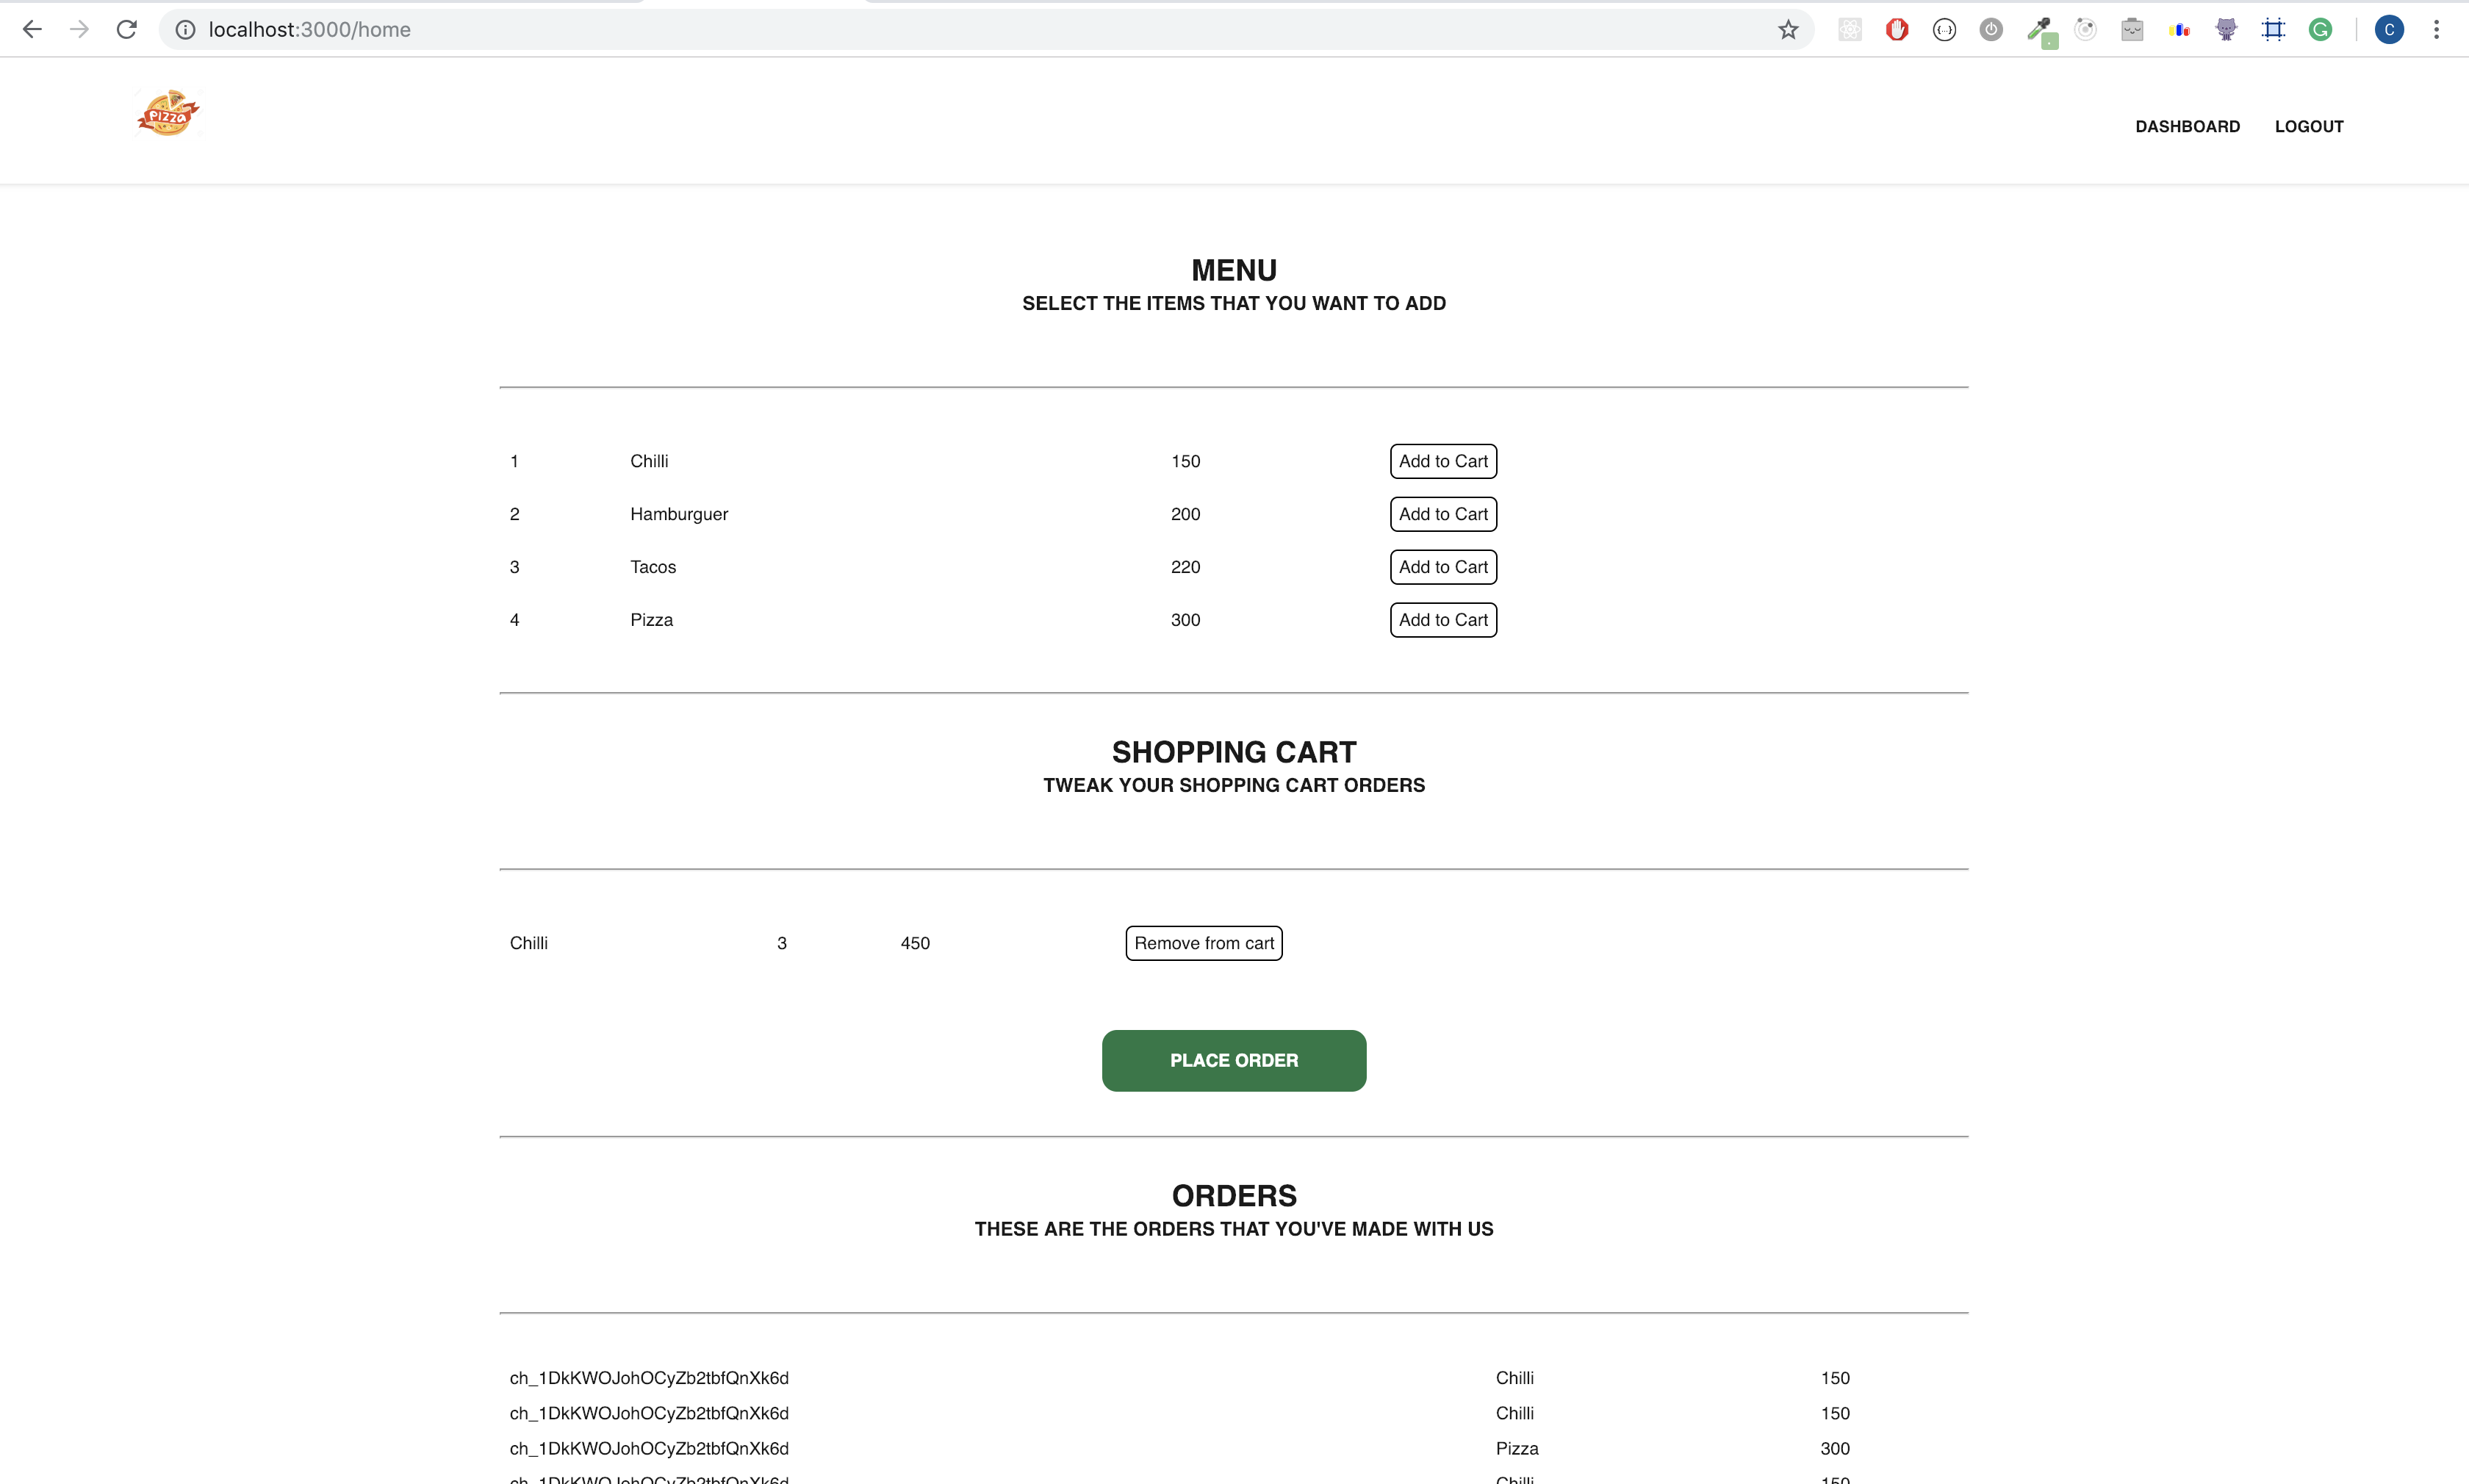 localhost:3000/home
C
PIZZA
DASHBOARD LOGOUT
MENU
SELECT THE ITEMS THAT YOU WANT TO ADD
1 Chilli 150 Add to Cart
2 Hamburguer 200 Add to Cart
3 Tacos 220 Add to Cart
4 Pizza 300 Add to Cart
SHOPPING CART
TWEAK YOUR SHOPPING CART ORDERS
Chilli 3 450 Remove from cart
PLACE ORDER
ORDERS
THESE ARE THE ORDERS THAT YOU'VE MADE WITH US
ch_1DkKWOJohOCyZb2tbfQnXk6d Chilli 150
ch_1DkKWOJohOCyZb2tbfQnXk6d Chilli 150
ch_1DkKWOJohOCyZb2tbfQnXk6d Pizza 300
ch_1DkKWOJohOCyZb2tbfQnXk6d Chilli 150